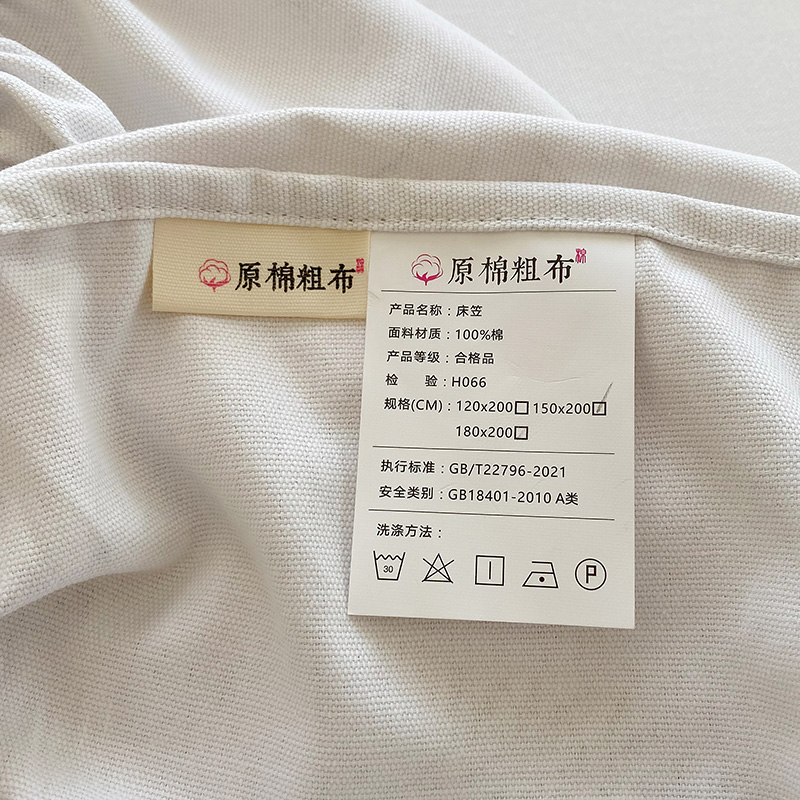 原棉粗布
原棉粗布 棉
产品名称：床笠
面料材质：100%棉
产品等级：合格品
检　验：H066
规格(CM)：120x200□ 150x200□
180x200□
执行标准：GB/T22796-2021
安全类别：GB18401-2010 A类
洗涤方法：
30
P